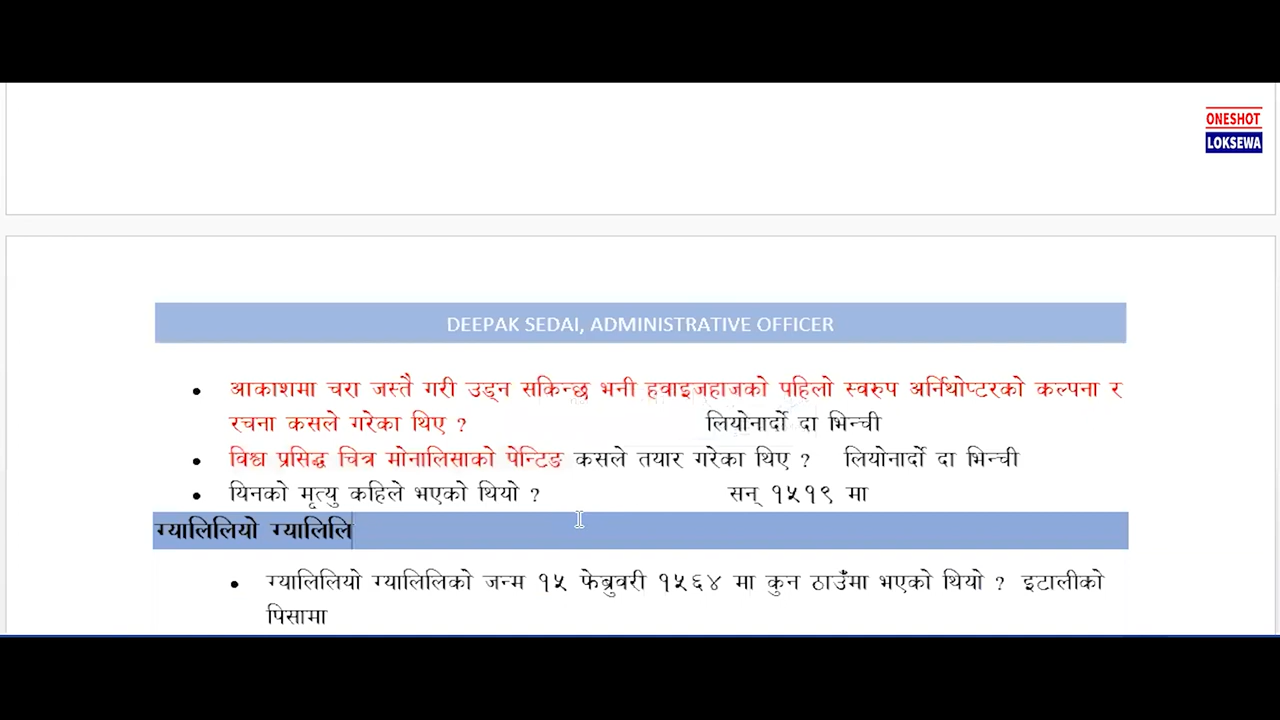 ONESHOT
LOKSEWA
DEEPAK SEDAI, ADMINISTRATIVE OFFICER
• आकाशमा चरा जस्तै गरी उड्न सकिन्छ भनी हवाइजहाजको पहिलो स्वरुप अर्निथोप्टरको कल्पना र
रचना कसले गरेका थिए ? लियोनार्दो दा भिन्ची
• विश्व प्रसिद्ध चित्र मोनालिसाको पेन्टिङ कसले तयार गरेका थिए ? लियोनार्दो दा भिन्ची
• यिनको मृत्यु कहिले भएको थियो ? सन् १५१९ मा
ग्यालिलियो ग्यालिलि
• ग्यालिलियो ग्यालिलिको जन्म १५ फेब्रुवरी १५६४ मा कुन ठाउँमा भएको थियो ? इटालीको
पिसामा